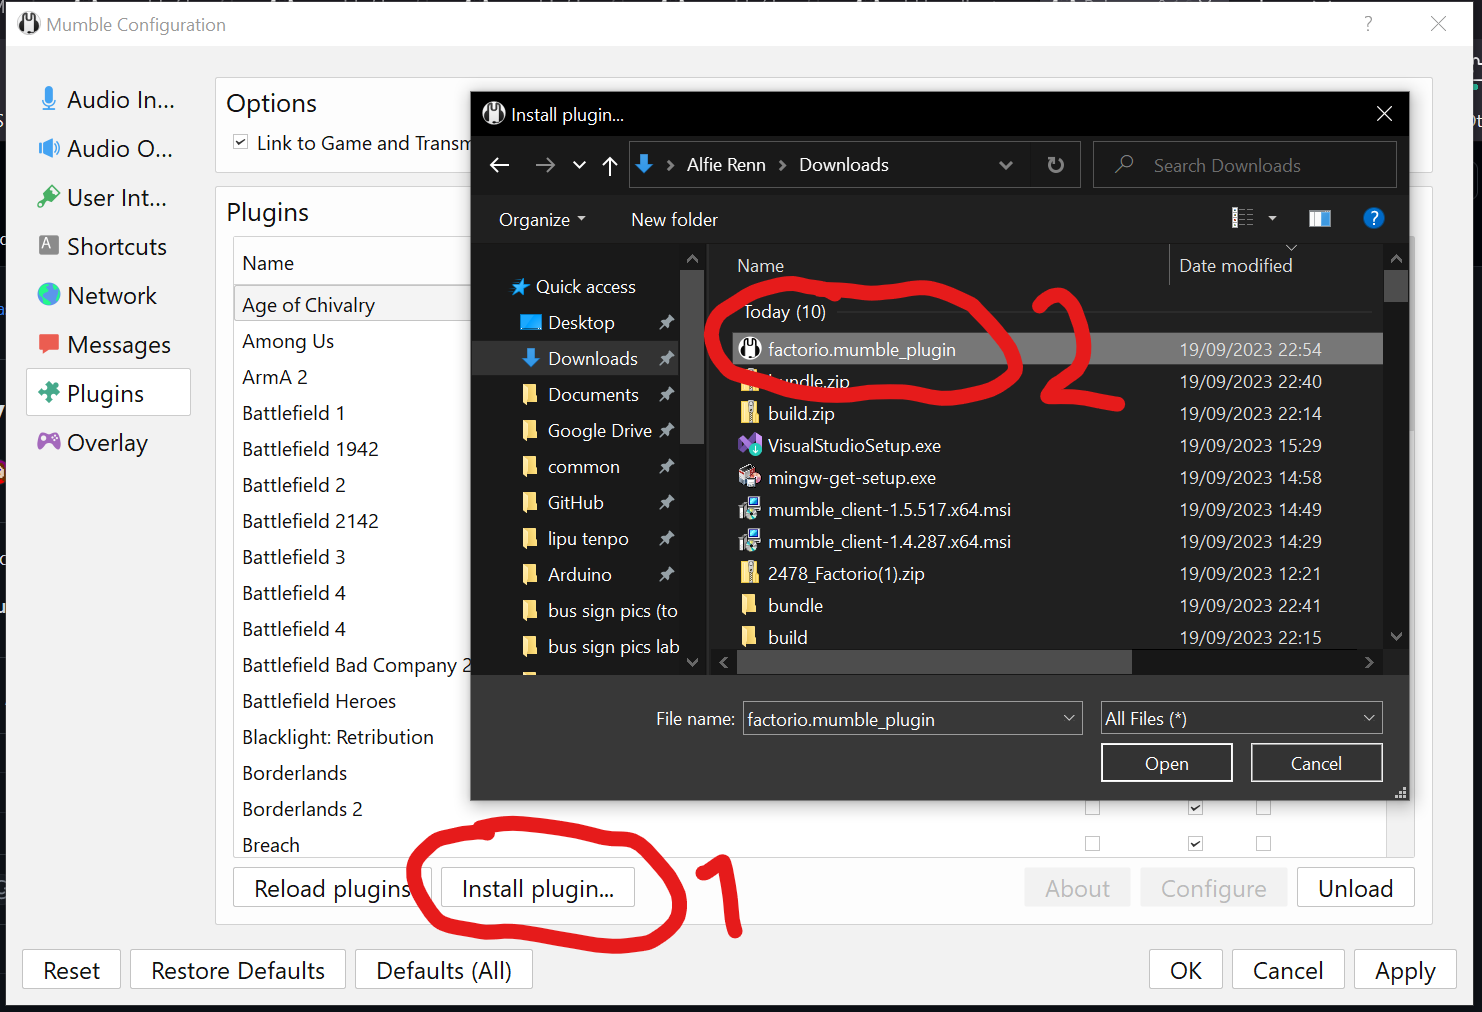 Mumble Configuration
Audio In...
Audio O...
User Int...
Shortcuts
Network
Messages
Plugins
Overlay
Options
Link to Game and Transm
Plugins
Name
Age of Chivalry
Among Us
ArmA 2
Battlefield 1
Battlefield 1942
Battlefield 2
Battlefield 2142
Battlefield 3
Battlefield 4
Battlefield 4
Battlefield Bad Company 2
Battlefield Heroes
Blacklight: Retribution
Borderlands
Borderlands 2
Breach
Install plugin...
Alfie Renn > Downloads
Search Downloads
Organize
New folder
Quick access
Desktop
Downloads
Documents
Google Drive
common
GitHub
lipu tenpo
Arduino
bus sign pics (to
bus sign pics lab
Name Date modified
Today (10)
factorio.mumble_plugin 19/09/2023 22:54
bundle.zip 19/09/2023 22:40
build.zip 19/09/2023 22:14
VisualStudioSetup.exe 19/09/2023 15:29
mingw-get-setup.exe 19/09/2023 14:58
mumble_client-1.5.517.x64.msi 19/09/2023 14:49
mumble_client-1.4.287.x64.msi 19/09/2023 14:29
2478_Factorio(1).zip 19/09/2023 12:21
bundle 19/09/2023 22:41
build 19/09/2023 22:15
2
File name: factorio.mumble_plugin
All Files (*)
Open Cancel
Reload plugins Install plugin... 1 About Configure Unload
Reset Restore Defaults Defaults (All) OK Cancel Apply